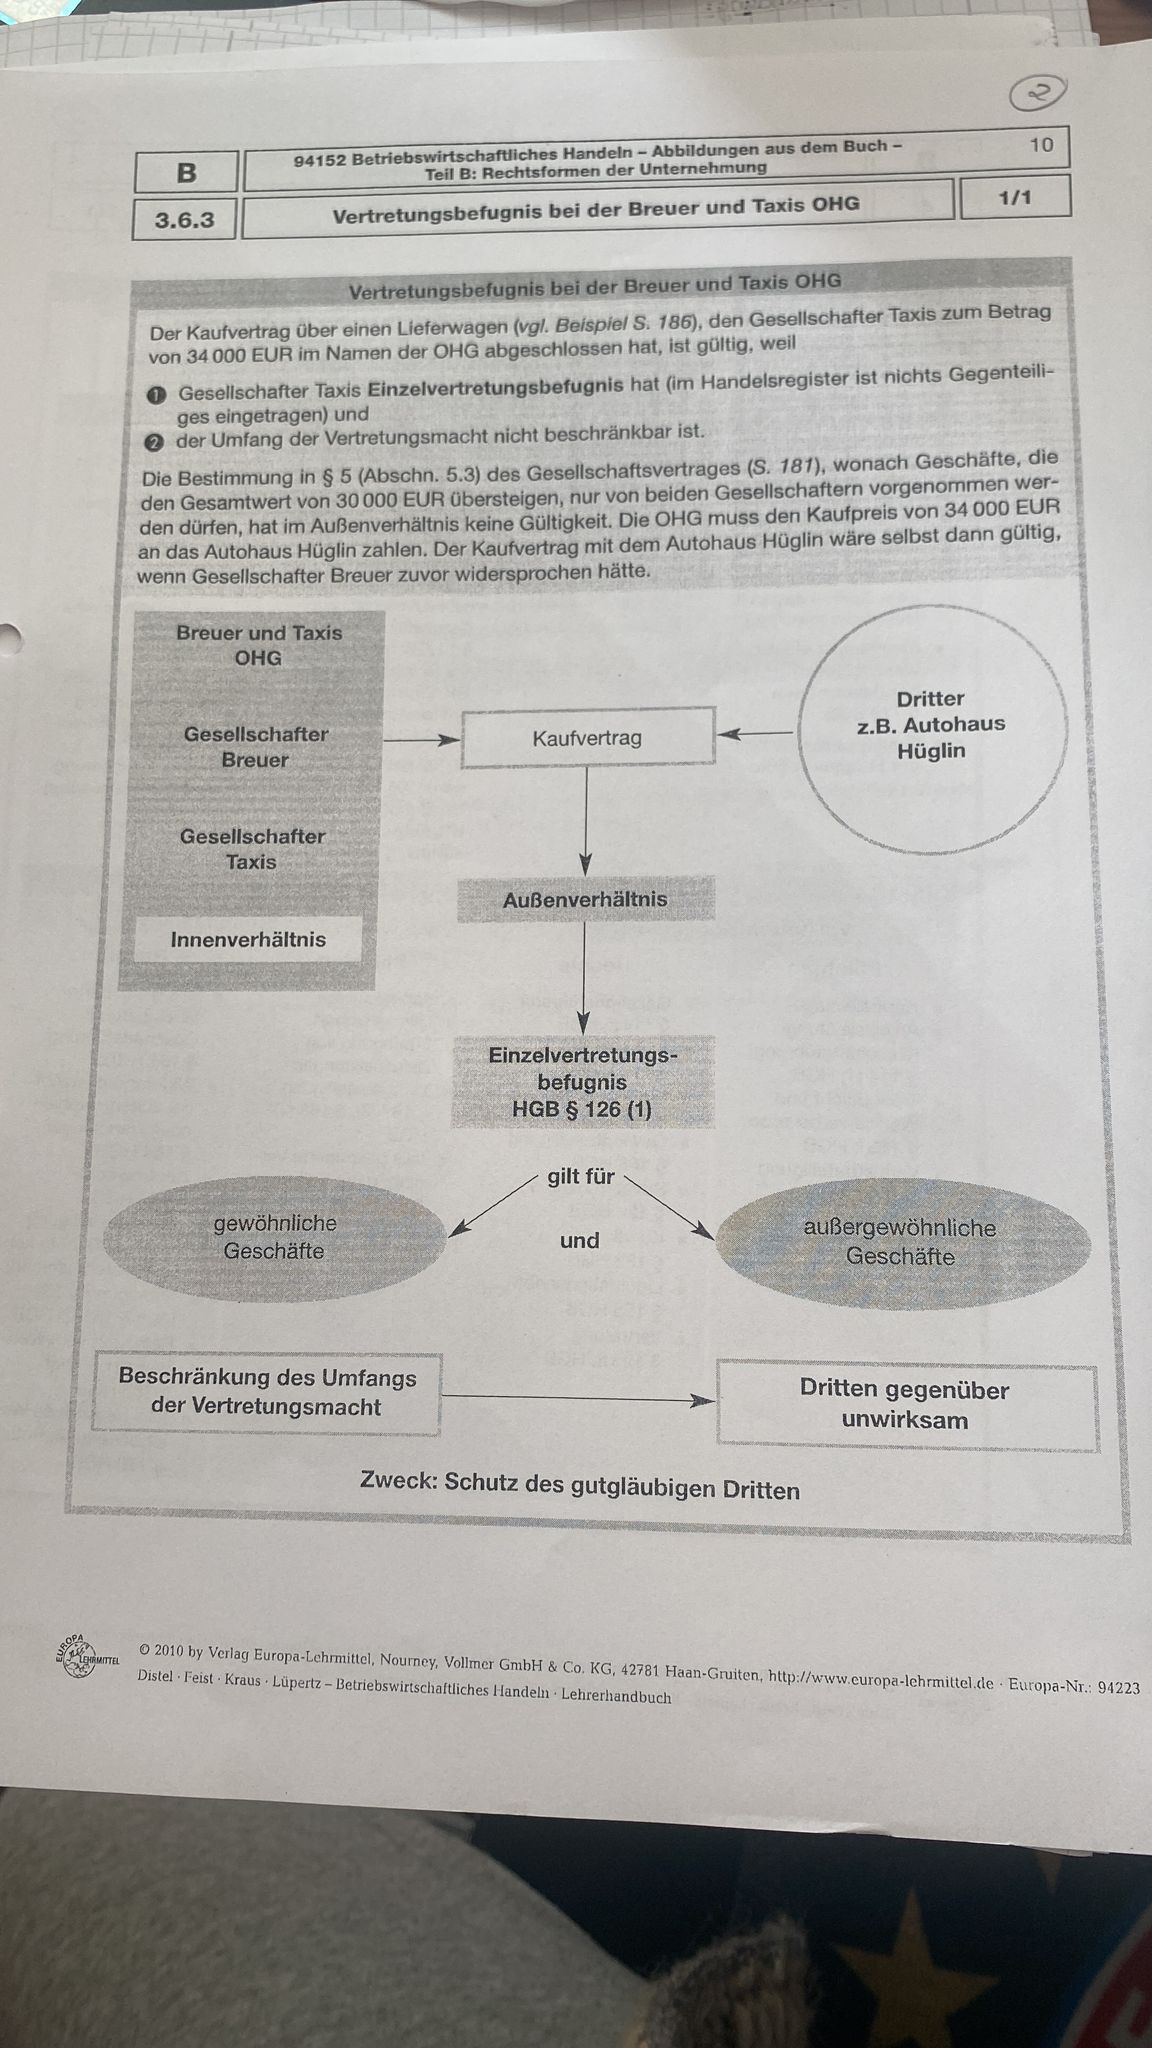 2
B
94152 Betriebswirtschaftliches Handeln – Abbildungen aus dem Buch –
Teil B: Rechtsformen der Unternehmung
10
3.6.3
Vertretungsbefugnis bei der Breuer und Taxis OHG
1/1
Vertretungsbefugnis bei der Breuer und Taxis OHG
Der Kaufvertrag über einen Lieferwagen (vgl. Beispiel S. 186), den Gesellschafter Taxis zum Betrag
von 34 000 EUR im Namen der OHG abgeschlossen hat, ist gültig, weil
1 Gesellschafter Taxis Einzelvertretungsbefugnis hat (im Handelsregister ist nichts Gegenteili-
ges eingetragen) und
2 der Umfang der Vertretungsmacht nicht beschränkbar ist.
Die Bestimmung in § 5 (Abschn. 5.3) des Gesellschaftsvertrages (S. 181), wonach Geschäfte, die
den Gesamtwert von 30 000 EUR übersteigen, nur von beiden Gesellschaftern vorgenommen wer-
den dürfen, hat im Außenverhältnis keine Gültigkeit. Die OHG muss den Kaufpreis von 34 000 EUR
an das Autohaus Hüglin zahlen. Der Kaufvertrag mit dem Autohaus Hüglin wäre selbst dann gültig,
wenn Gesellschafter Breuer zuvor widersprochen hätte.
Breuer und Taxis
OHG
Gesellschafter
Breuer
Gesellschafter
Taxis
Innenverhältnis
Kaufvertrag
Dritter
z.B. Autohaus
Hüglin
Außenverhältnis
Einzelvertretungs-
befugnis
HGB § 126 (1)
gilt für
und
gewöhnliche
Geschäfte
außergewöhnliche
Geschäfte
Beschränkung des Umfangs
der Vertretungsmacht
Dritten gegenüber
unwirksam
Zweck: Schutz des gutgläubigen Dritten
EUROPA
LEHRMITTEL
© 2010 by Verlag Europa-Lehrmittel, Nourney, Vollmer GmbH & Co. KG, 42781 Haan-Gruiten, http://www.europa-lehrmittel.de · Europa-Nr.: 94223
Distel · Feist · Kraus · Lüpertz – Betriebswirtschaftliches Handeln · Lehrerhandbuch